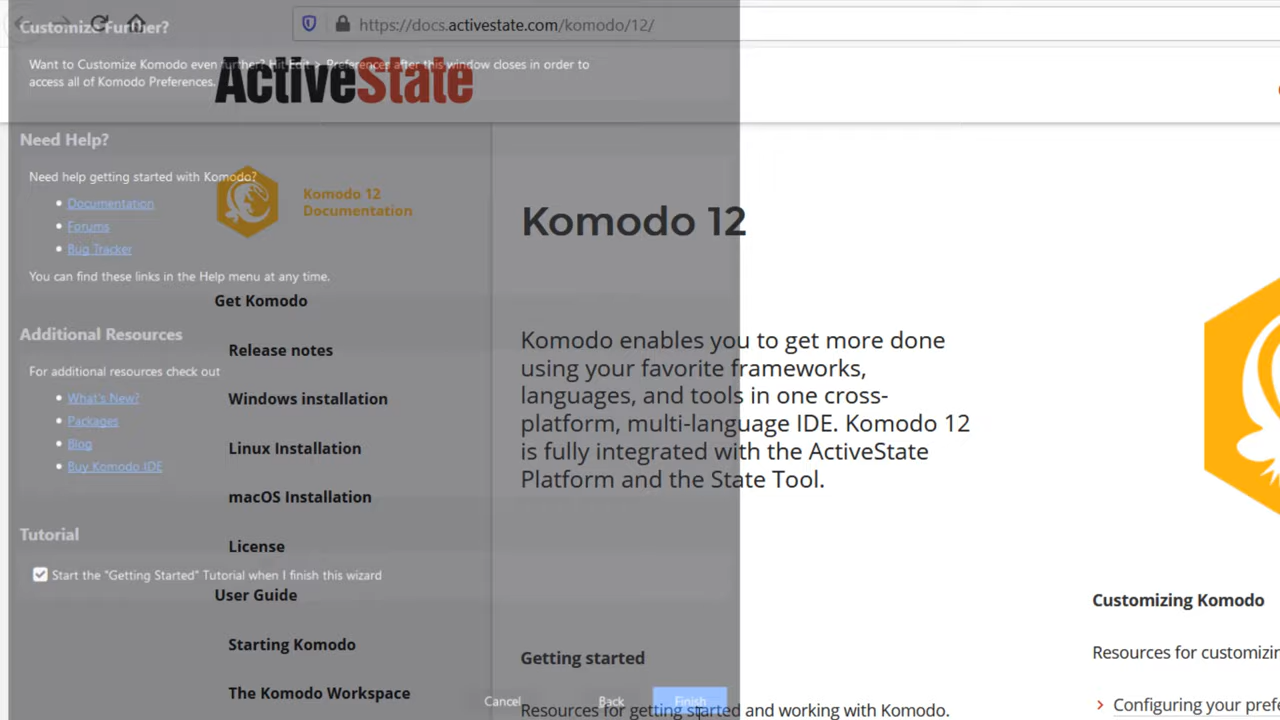 Customize Further?
https://docs.activestate.com/komodo/12/
Want to Customize Komodo even further? Hit Edit > Preferences after this window closes in order to
access all of Komodo Preferences.
ActiveState
Need Help?
Need help getting started with Komodo?
Documentation
Forums
Bug Tracker
You can find these links in the Help menu at any time.
Additional Resources
For additional resources check out
What's New?
Packages
Blog
Buy Komodo IDE
Tutorial
Start the "Getting Started" Tutorial when I finish this wizard
Cancel
Back
Finish
Komodo 12
Documentation
Get Komodo
Release notes
Windows installation
Linux Installation
macOS Installation
License
User Guide
Starting Komodo
The Komodo Workspace
Komodo 12
Komodo enables you to get more done
using your favorite frameworks,
languages, and tools in one cross-
platform, multi-language IDE. Komodo 12
is fully integrated with the ActiveState
Platform and the State Tool.
Getting started
Resources for getting started and working with Komodo.
Customizing Komodo
Resources for customizin
Configuring your pref